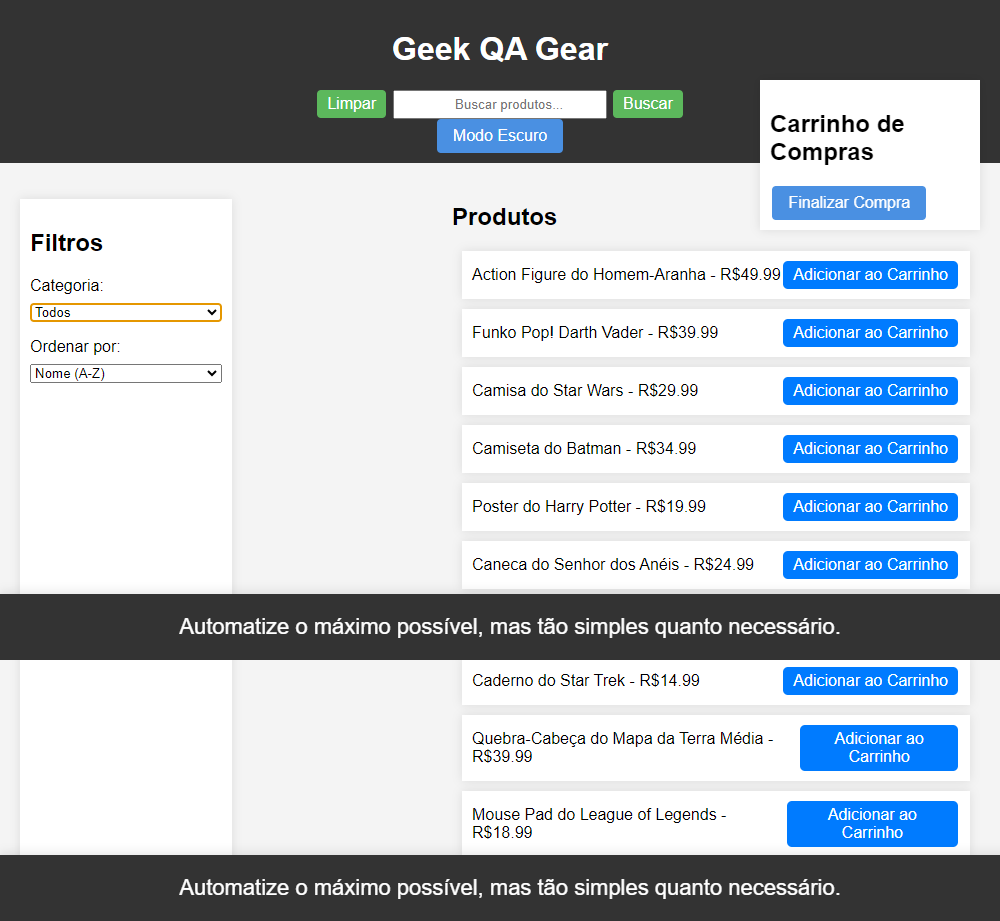 Geek QA Gear
Limpar
Buscar produtos...
Buscar
Modo Escuro
Carrinho de
Compras
Finalizar Compra
Filtros
Categoria:
Todos
Ordenar por:
Nome (A-Z)
Produtos
Action Figure do Homem-Aranha - R$49.99 Adicionar ao Carrinho
Funko Pop! Darth Vader - R$39.99 Adicionar ao Carrinho
Camisa do Star Wars - R$29.99 Adicionar ao Carrinho
Camiseta do Batman - R$34.99 Adicionar ao Carrinho
Poster do Harry Potter - R$19.99 Adicionar ao Carrinho
Caneca do Senhor dos Anéis - R$24.99 Adicionar ao Carrinho
Automatize o máximo possível, mas tão simples quanto necessário.
Caderno do Star Trek - R$14.99 Adicionar ao Carrinho
Quebra-Cabeça do Mapa da Terra Média -
R$39.99
Adicionar ao
Carrinho
Mouse Pad do League of Legends -
R$18.99
Adicionar ao
Carrinho
Automatize o máximo possível, mas tão simples quanto necessário.